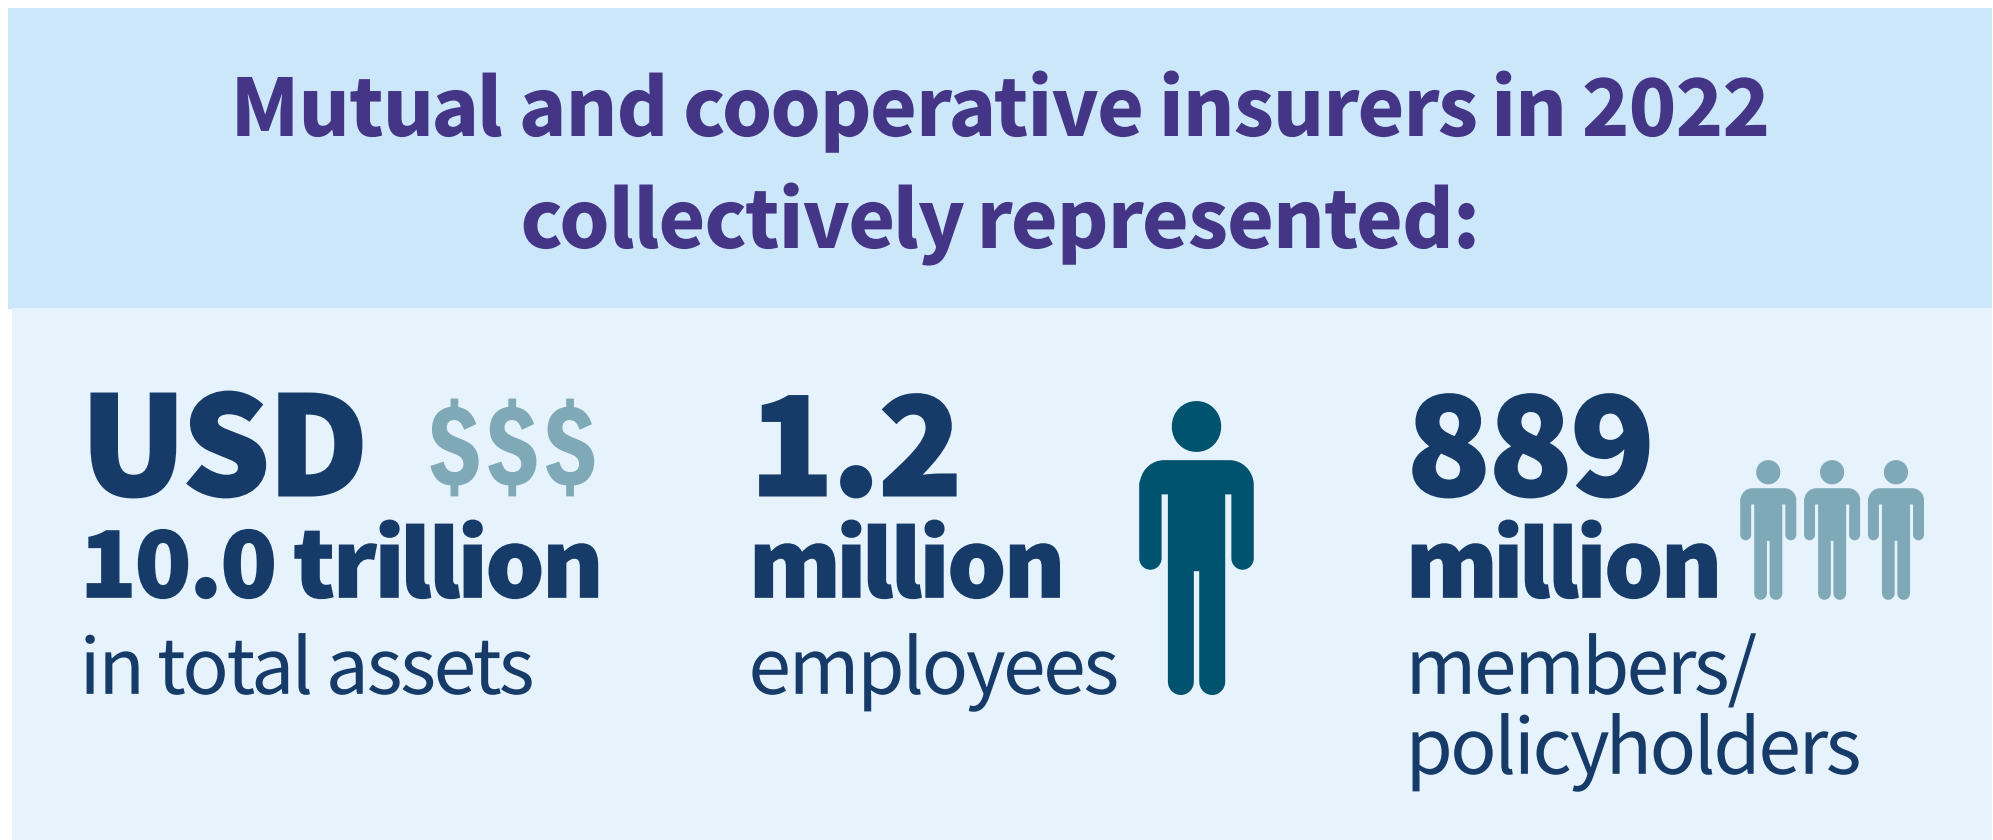 Mutual and cooperative insurers in 2022
collectively represented:
USD $$$
10.0 trillion
in total assets
1.2
million
employees
889
million
members/
policyholders